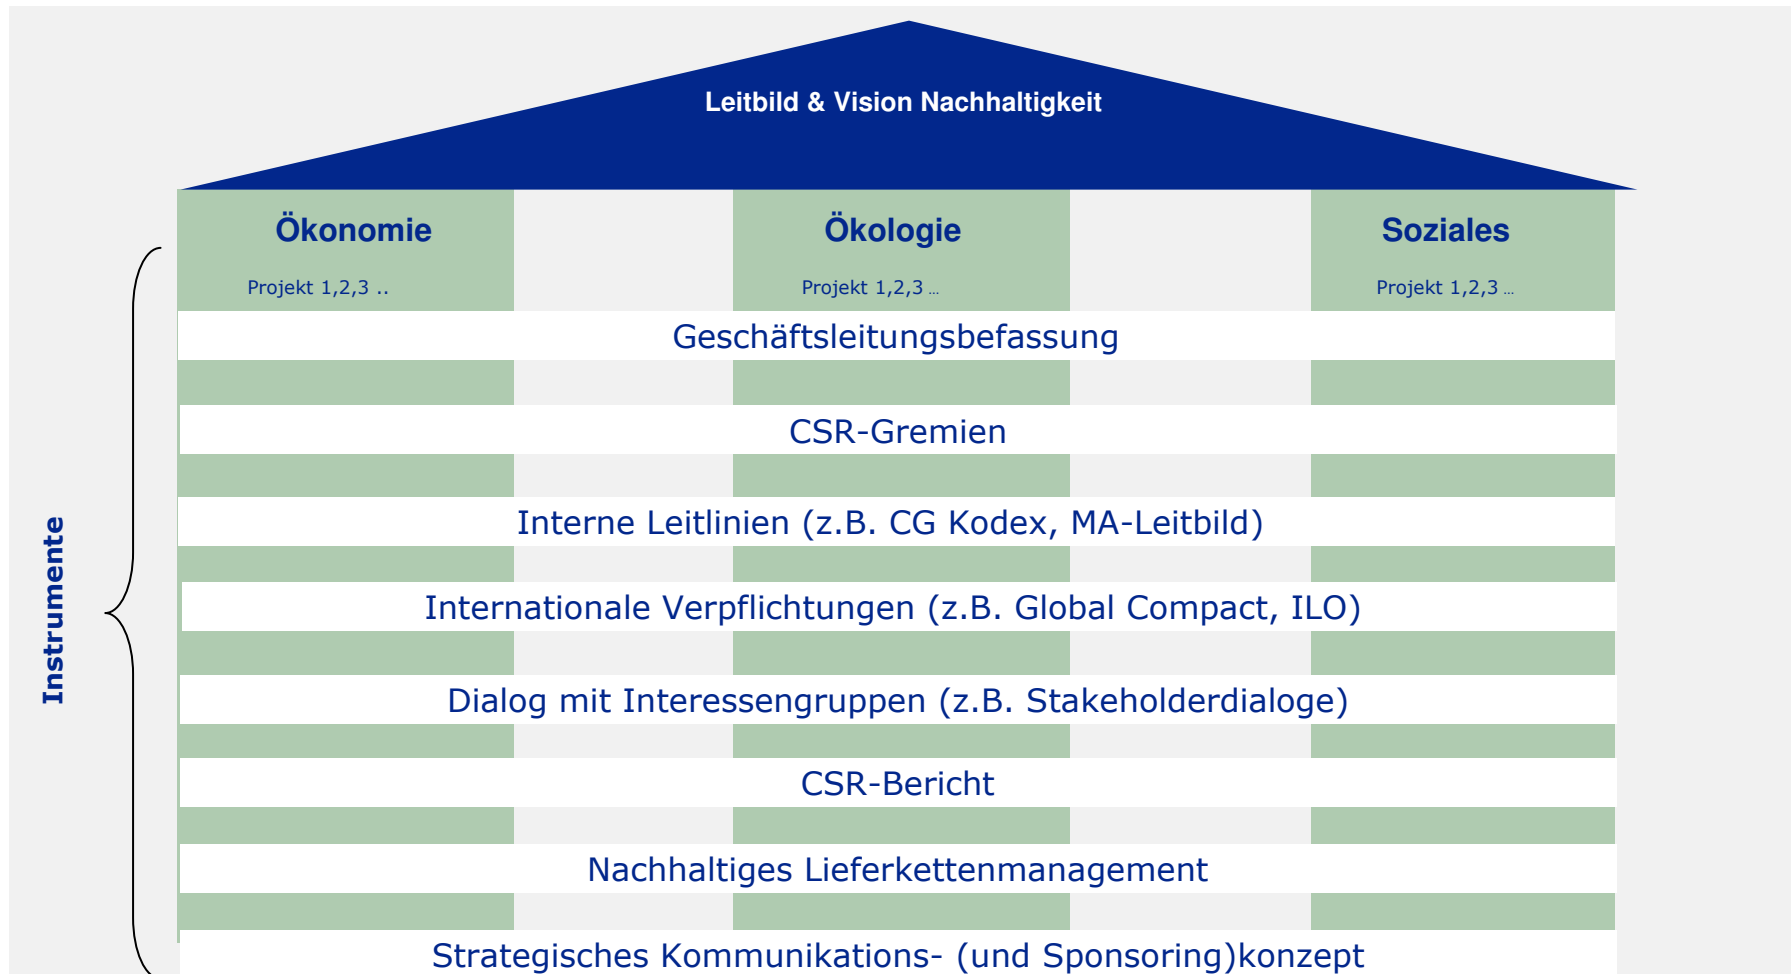 Leitbild & Vision Nachhaltigkeit
Ökonomie
Ökologie
Soziales
Projekt 1,2,3 ..
Projekt 1,2,3 ...
Projekt 1,2,3 ...
Instrumente
Geschäftsleitungsbefassung
CSR-Gremien
Interne Leitlinien (z.B. CG Kodex, MA-Leitbild)
Internationale Verpflichtungen (z.B. Global Compact, ILO)
Dialog mit Interessengruppen (z.B. Stakeholderdialoge)
CSR-Bericht
Nachhaltiges Lieferkettenmanagement
Strategisches Kommunikations- (und Sponsoring)konzept